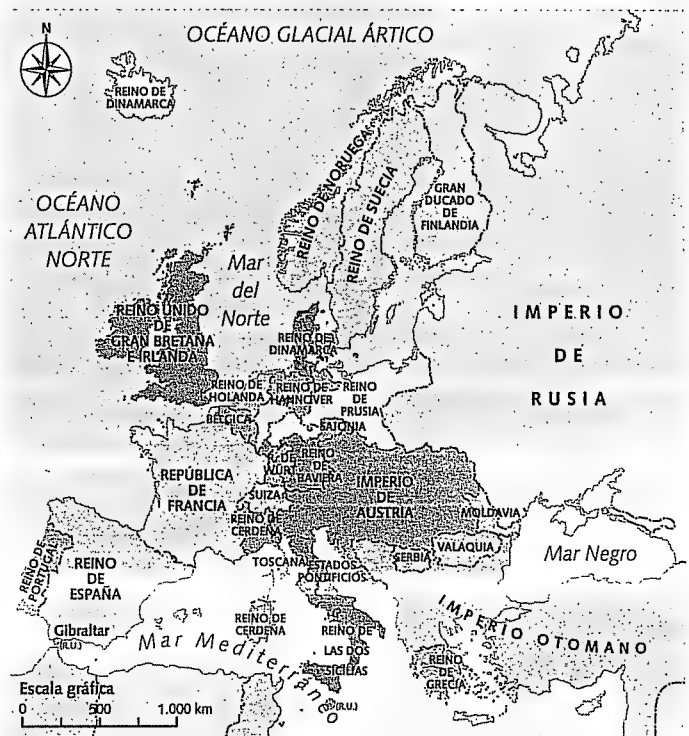 N
OCÉANO GLACIAL ÁRTICO
REINO DE
DINAMARCA
REINO DE NORUEGA
REINO DE SUECIA
GRAN
DUCADO
DE
FINLANDIA
OCÉANO
ATLÁNTICO
NORTE
Mar
del
Norte
REINO UNIDO
DE
GRAN BRETAÑA
E IRLANDA
REINO DE
DINAMARCA
IMPERIO
DE
RUSIA
REINO DE
HOLANDA
REINO DE
HANNOVER
REINO
DE
PRUSIA
BÉLGICA
SAJONIA
R. DE
WÜRT.
REINO
DE
BAVIERA
REPÚBLICA
DE
FRANCIA
SUIZA
IMPERIO
DE
AUSTRIA
REINO DE
CERDEÑA
MOLDAVIA
VALAQUIA
SERBIA
Mar Negro
TOSCANA
ESTADOS
PONTIFICIOS
REINO DE
PORTUGAL
REINO
DE
ESPAÑA
REINO DE
CERDEÑA
REINO DE
LAS DOS
SICILIAS
IMPERIO OTOMANO
REINO
DE
GRECIA
Gibraltar
(R.U.)
Mar Mediterráneo
(R.U.)
Escala gráfica
0 500 1.000 km